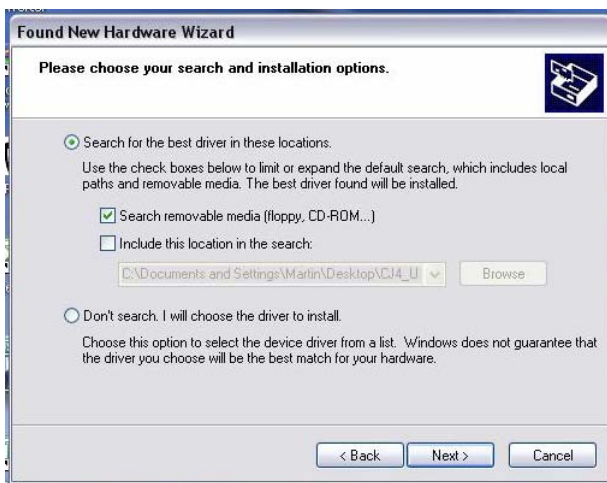 Found New Hardware Wizard
Please choose your search and installation options.
Search for the best driver in these locations.
Use the check boxes below to limit or expand the default search, which includes local
paths and removable media. The best driver found will be installed.
Search removable media (floppy, CD-ROM...)
Include this location in the search:
C:\Documents and Settings\Martin\Desktop\CJ4_U
Browse
Don't search. I will choose the driver to install.
Choose this option to select the device driver from a list. Windows does not guarantee that
the driver you choose will be the best match for your hardware.
< Back
Next >
Cancel